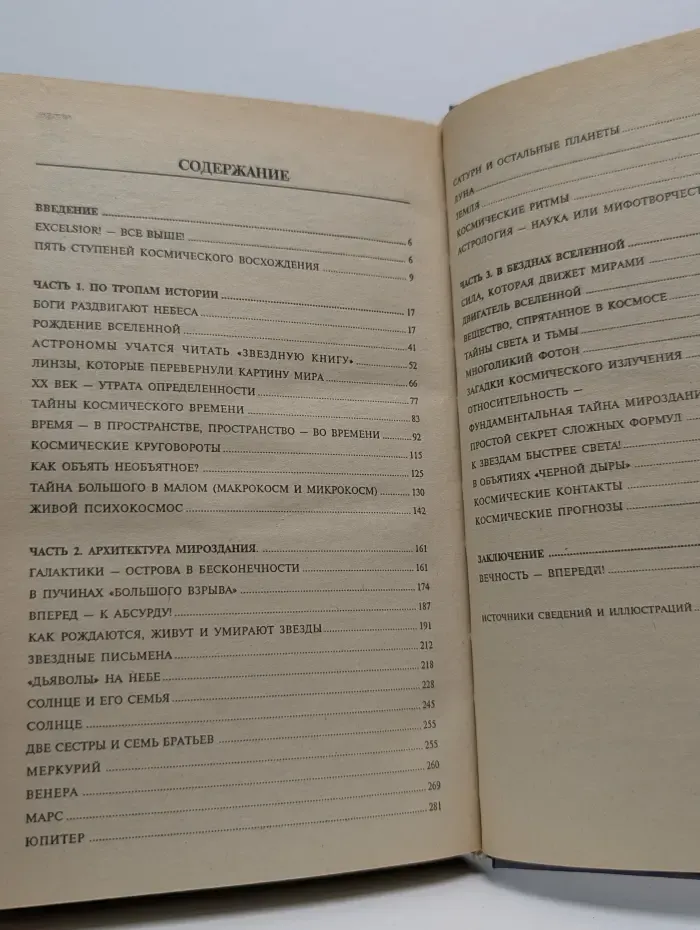 СОДЕРЖАНИЕ
ВВЕДЕНИЕ 6
EXCELSIOR! — ВСЕ ВЫШЕ! 6
ПЯТЬ СТУПЕНЕЙ КОСМИЧЕСКОГО ВОСХОЖДЕНИЯ 9
ЧАСТЬ 1. ПО ТРОПАМ ИСТОРИИ 17
БОГИ РАЗДВИГАЮТ НЕБЕСА 17
РОЖДЕНИЕ ВСЕЛЕННОЙ 41
АСТРОНОМЫ УЧАТСЯ ЧИТАТЬ «ЗВЕЗДНУЮ КНИГУ» 52
ЛИНЗЫ, КОТОРЫЕ ПЕРЕВЕРНУЛИ КАРТИНУ МИРА 66
XX ВЕК — УТРАТА ОПРЕДЕЛЕННОСТИ 77
ТАЙНЫ КОСМИЧЕСКОГО ВРЕМЕНИ 83
ВРЕМЯ — В ПРОСТРАНСТВЕ, ПРОСТРАНСТВО — ВО ВРЕМЕНИ 92
КОСМИЧЕСКИЕ КРУГОВОРОТЫ 115
КАК ОБЪЯТЬ НЕОБЪЯТНОЕ? 125
ТАЙНА БОЛЬШОГО В МАЛОМ (МАКРОКОСМ И МИКРОКОСМ) 130
ЖИВОЙ ПСИХОКОСМОС 142
ЧАСТЬ 2. АРХИТЕКТУРА МИРОЗДАНИЯ. 161
ГАЛАКТИКИ — ОСТРОВА В БЕСКОНЕЧНОСТИ 161
В ПУЧИНАХ «БОЛЬШОГО ВЗРЫВА» 174
ВПЕРЕД — К АБСУРДУ! 187
КАК РОЖДАЮТСЯ, ЖИВУТ И УМИРАЮТ ЗВЕЗДЫ 191
ЗВЕЗДНЫЕ ПИСЬМЕНА 212
«ДЬЯВОЛЫ» НА НЕБЕ 218
СОЛНЦЕ И ЕГО СЕМЬЯ 228
СОЛНЦЕ 245
ДВЕ СЕСТРЫ И СЕМЬ БРАТЬЕВ 255
МЕРКУРИЙ 255
ВЕНЕРА 260
МАРС 269
ЮПИТЕР 281
САТУРН И ОСТАЛЬНЫЕ ПЛАНЕТЫ
ЛУНА
ЗЕМЛЯ
КОСМИЧЕСКИЕ РИТМЫ
АСТРОЛОГИЯ — НАУКА ИЛИ МИФОТВОРЧЕСТ
ЧАСТЬ 3. В БЕЗДНАХ ВСЕЛЕННОЙ
СИЛА, КОТОРАЯ ДВИЖЕТ МИРАМИ
ДВИГАТЕЛЬ ВСЕЛЕННОЙ
ВЕЩЕСТВО, СПРЯТАННОЕ В КОСМОСЕ
ТАЙНЫ СВЕТА И ТЬМЫ
МНОГОЛИКИЙ ФОТОН
ЗАГАДКИ КОСМИЧЕСКОГО ИЗЛУЧЕНИЯ
ОТНОСИТЕЛЬНОСТЬ —
ФУНДАМЕНТАЛЬНАЯ ТАЙНА МИРОЗДАНИ
ПРОСТОЙ СЕКРЕТ СЛОЖНЫХ ФОРМУЛ
К ЗВЕЗДАМ БЫСТРЕЕ СВЕТА!
В ОБЪЯТИЯХ «ЧЕРНОЙ ДЫРЫ»
КОСМИЧЕСКИЕ КОНТАКТЫ
КОСМИЧЕСКИЕ ПРОГНОЗЫ
ЗАКЛЮЧЕНИЕ
ВЕЧНОСТЬ — ВПЕРЕДИ!
ИСТОЧНИКИ СВЕДЕНИЙ И ИЛЛЮСТРАЦИЙ